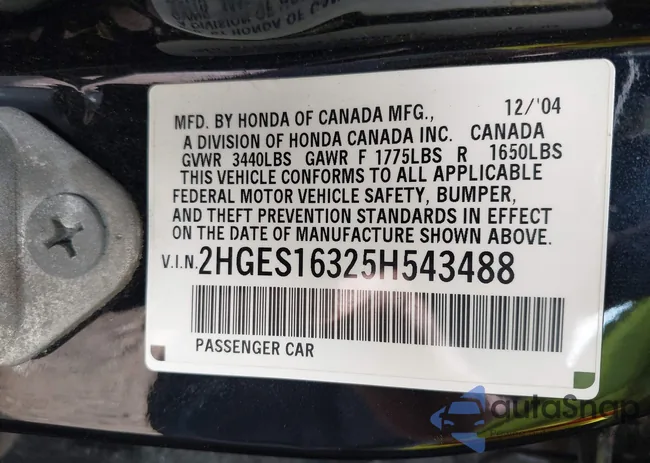 MFD. BY HONDA OF CANADA MFG., 12/'04
A DIVISION OF HONDA CANADA INC. CANADA
GVWR 3440LBS GAWR F 1775LBS R 1650LBS
THIS VEHICLE CONFORMS TO ALL APPLICABLE
FEDERAL MOTOR VEHICLE SAFETY, BUMPER,
AND THEFT PREVENTION STANDARDS IN EFFECT
ON THE DATE OF MANUFACTURE SHOWN ABOVE.
V.I.N. 2HGES16325H543488
PASSENGER CAR
autoSnap